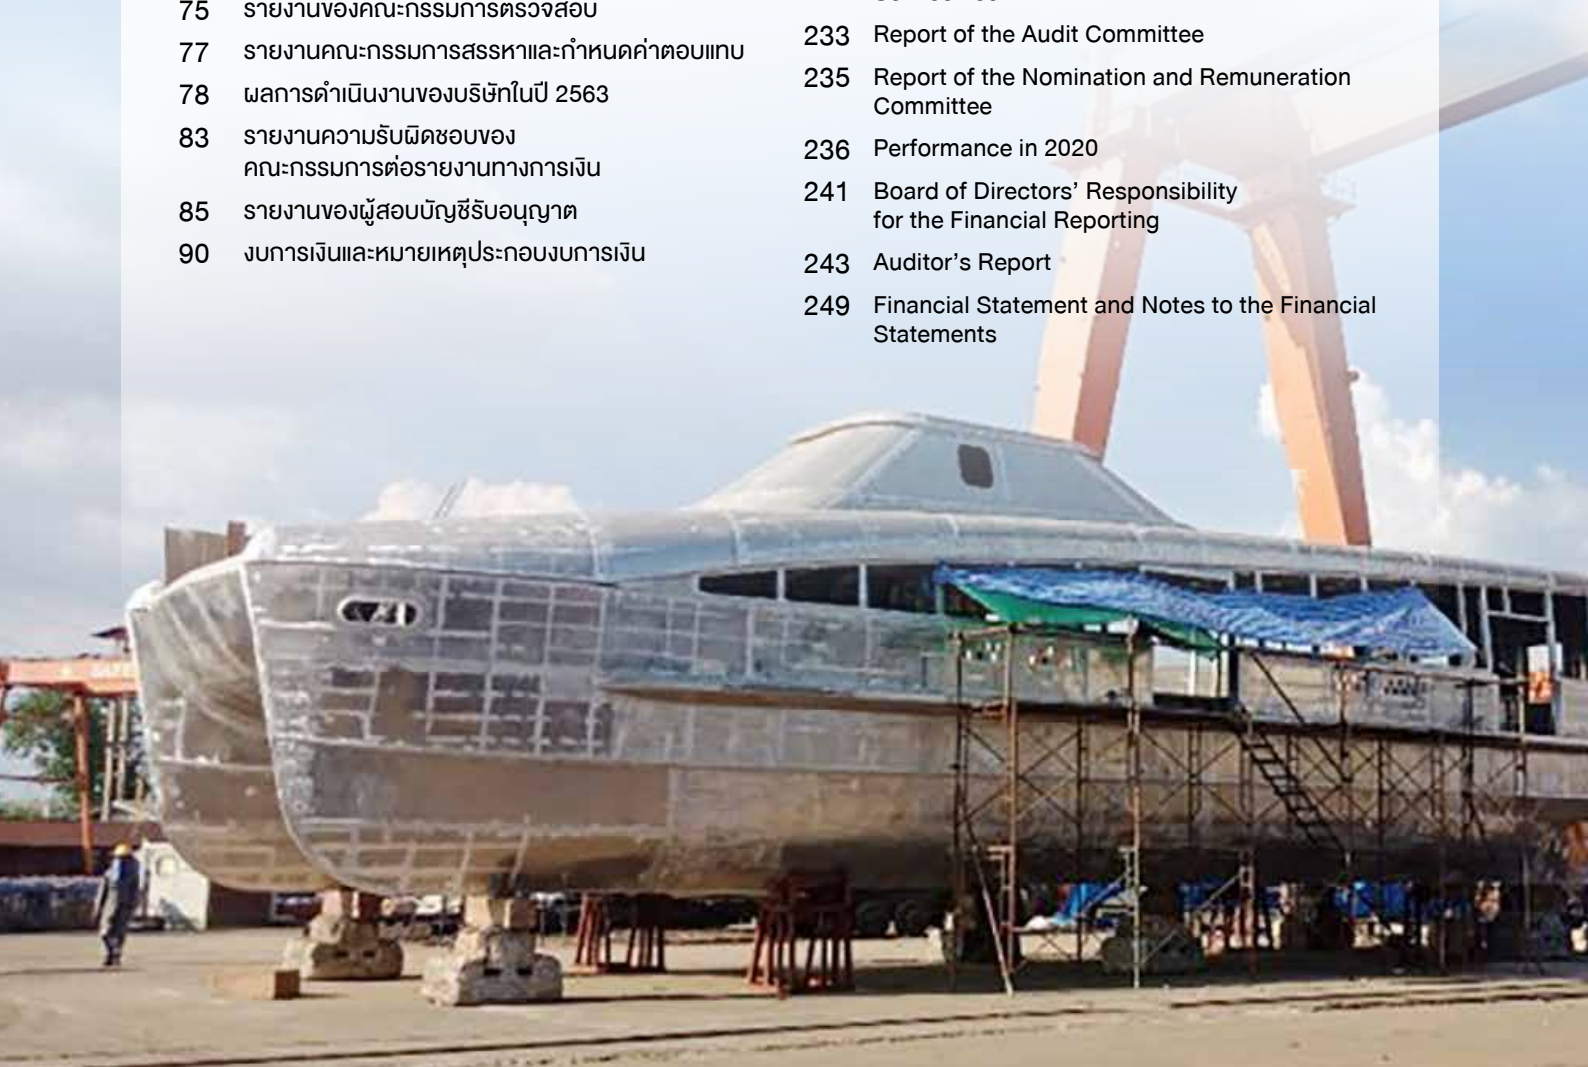 75 รายงานของคณะกรรมการตรวจสอบ
77 รายงานคณะกรรมการสรรหาและกำหนดค่าตอบแทบ
78 ผลการดำเนินงานของบริษัทในปี 2563
83 รายงานความรับผิดชอบของ
คณะกรรมการต่อรายงานทางการเงิน
85 รายงานของผู้สอบบัญชีรับอนุญาต
90 งบการเงินและหมายเหตุประกอบงบการเงิน
233 Report of the Audit Committee
235 Report of the Nomination and Remuneration
Committee
236 Performance in 2020
241 Board of Directors’ Responsibility
for the Financial Reporting
243 Auditor’s Report
249 Financial Statement and Notes to the Financial
Statements